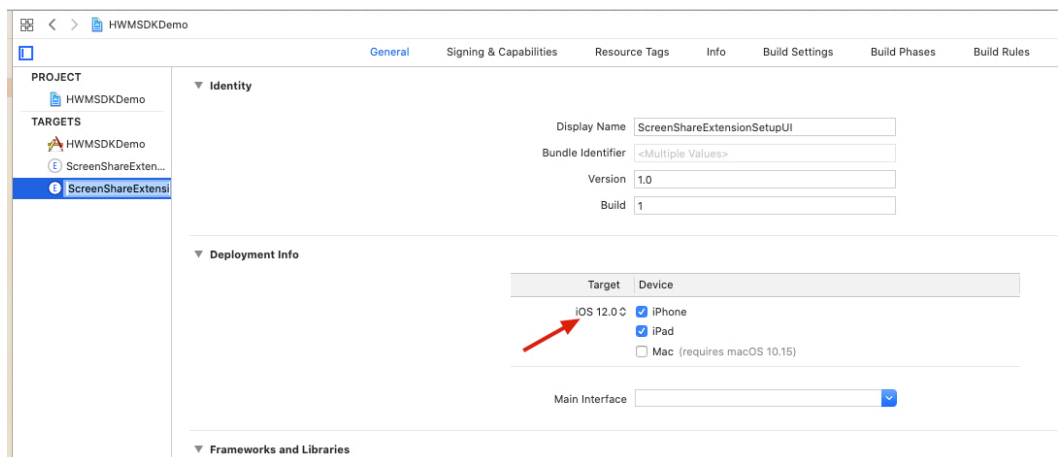 HWMSDKDemo
General Signing & Capabilities Resource Tags Info Build Settings Build Phases Build Rules
PROJECT
HWMSDKDemo
TARGETS
HWMSDKDemo
E ScreenShareExten...
E ScreenShareExtensi
Identity
Display Name ScreenShareExtensionSetupUI
Bundle Identifier <Multiple Values>
Version 1.0
Build 1
Deployment Info
Target Device
iOS 12.0 iPhone
iPad
Mac (requires macOS 10.15)
Main Interface
Frameworks and Libraries